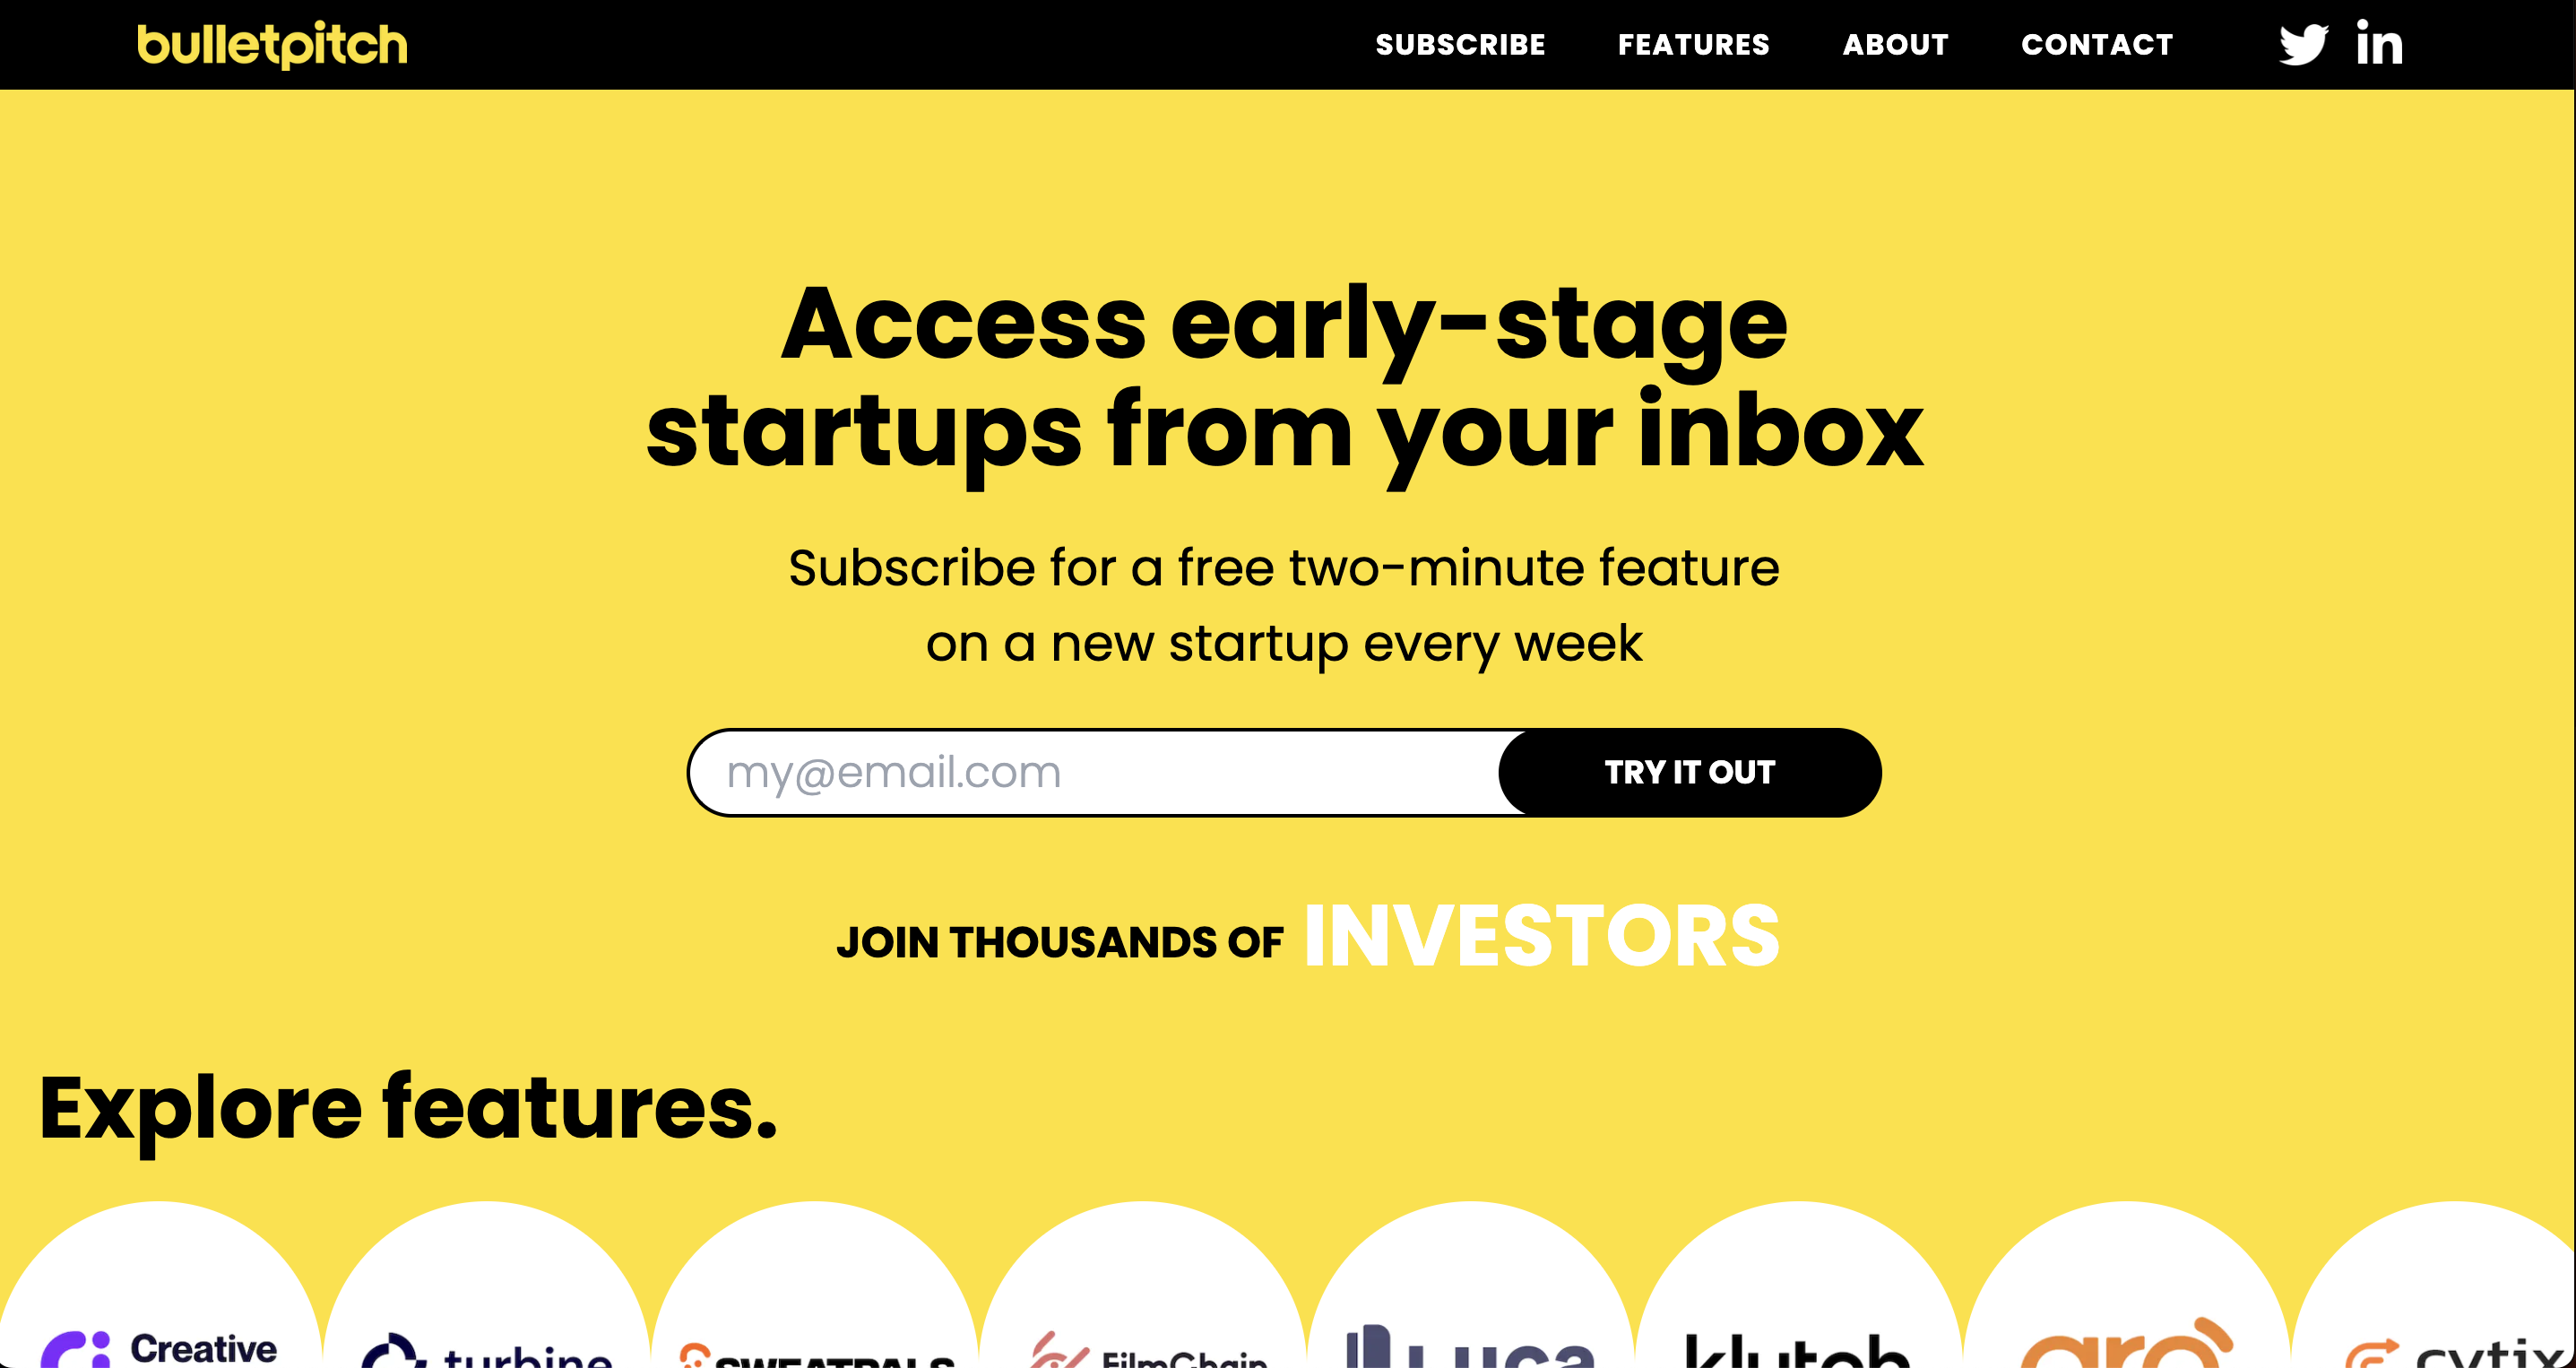 bulletpitch
SUBSCRIBE FEATURES ABOUT CONTACT in
Access early-stage
startups from your inbox
Subscribe for a free two-minute feature
on a new startup every week
my@email.com TRY IT OUT
JOIN THOUSANDS OF INVESTORS
Explore features.
Creative turbine SWEATPALS FilmChain Luca klutch aro cytix